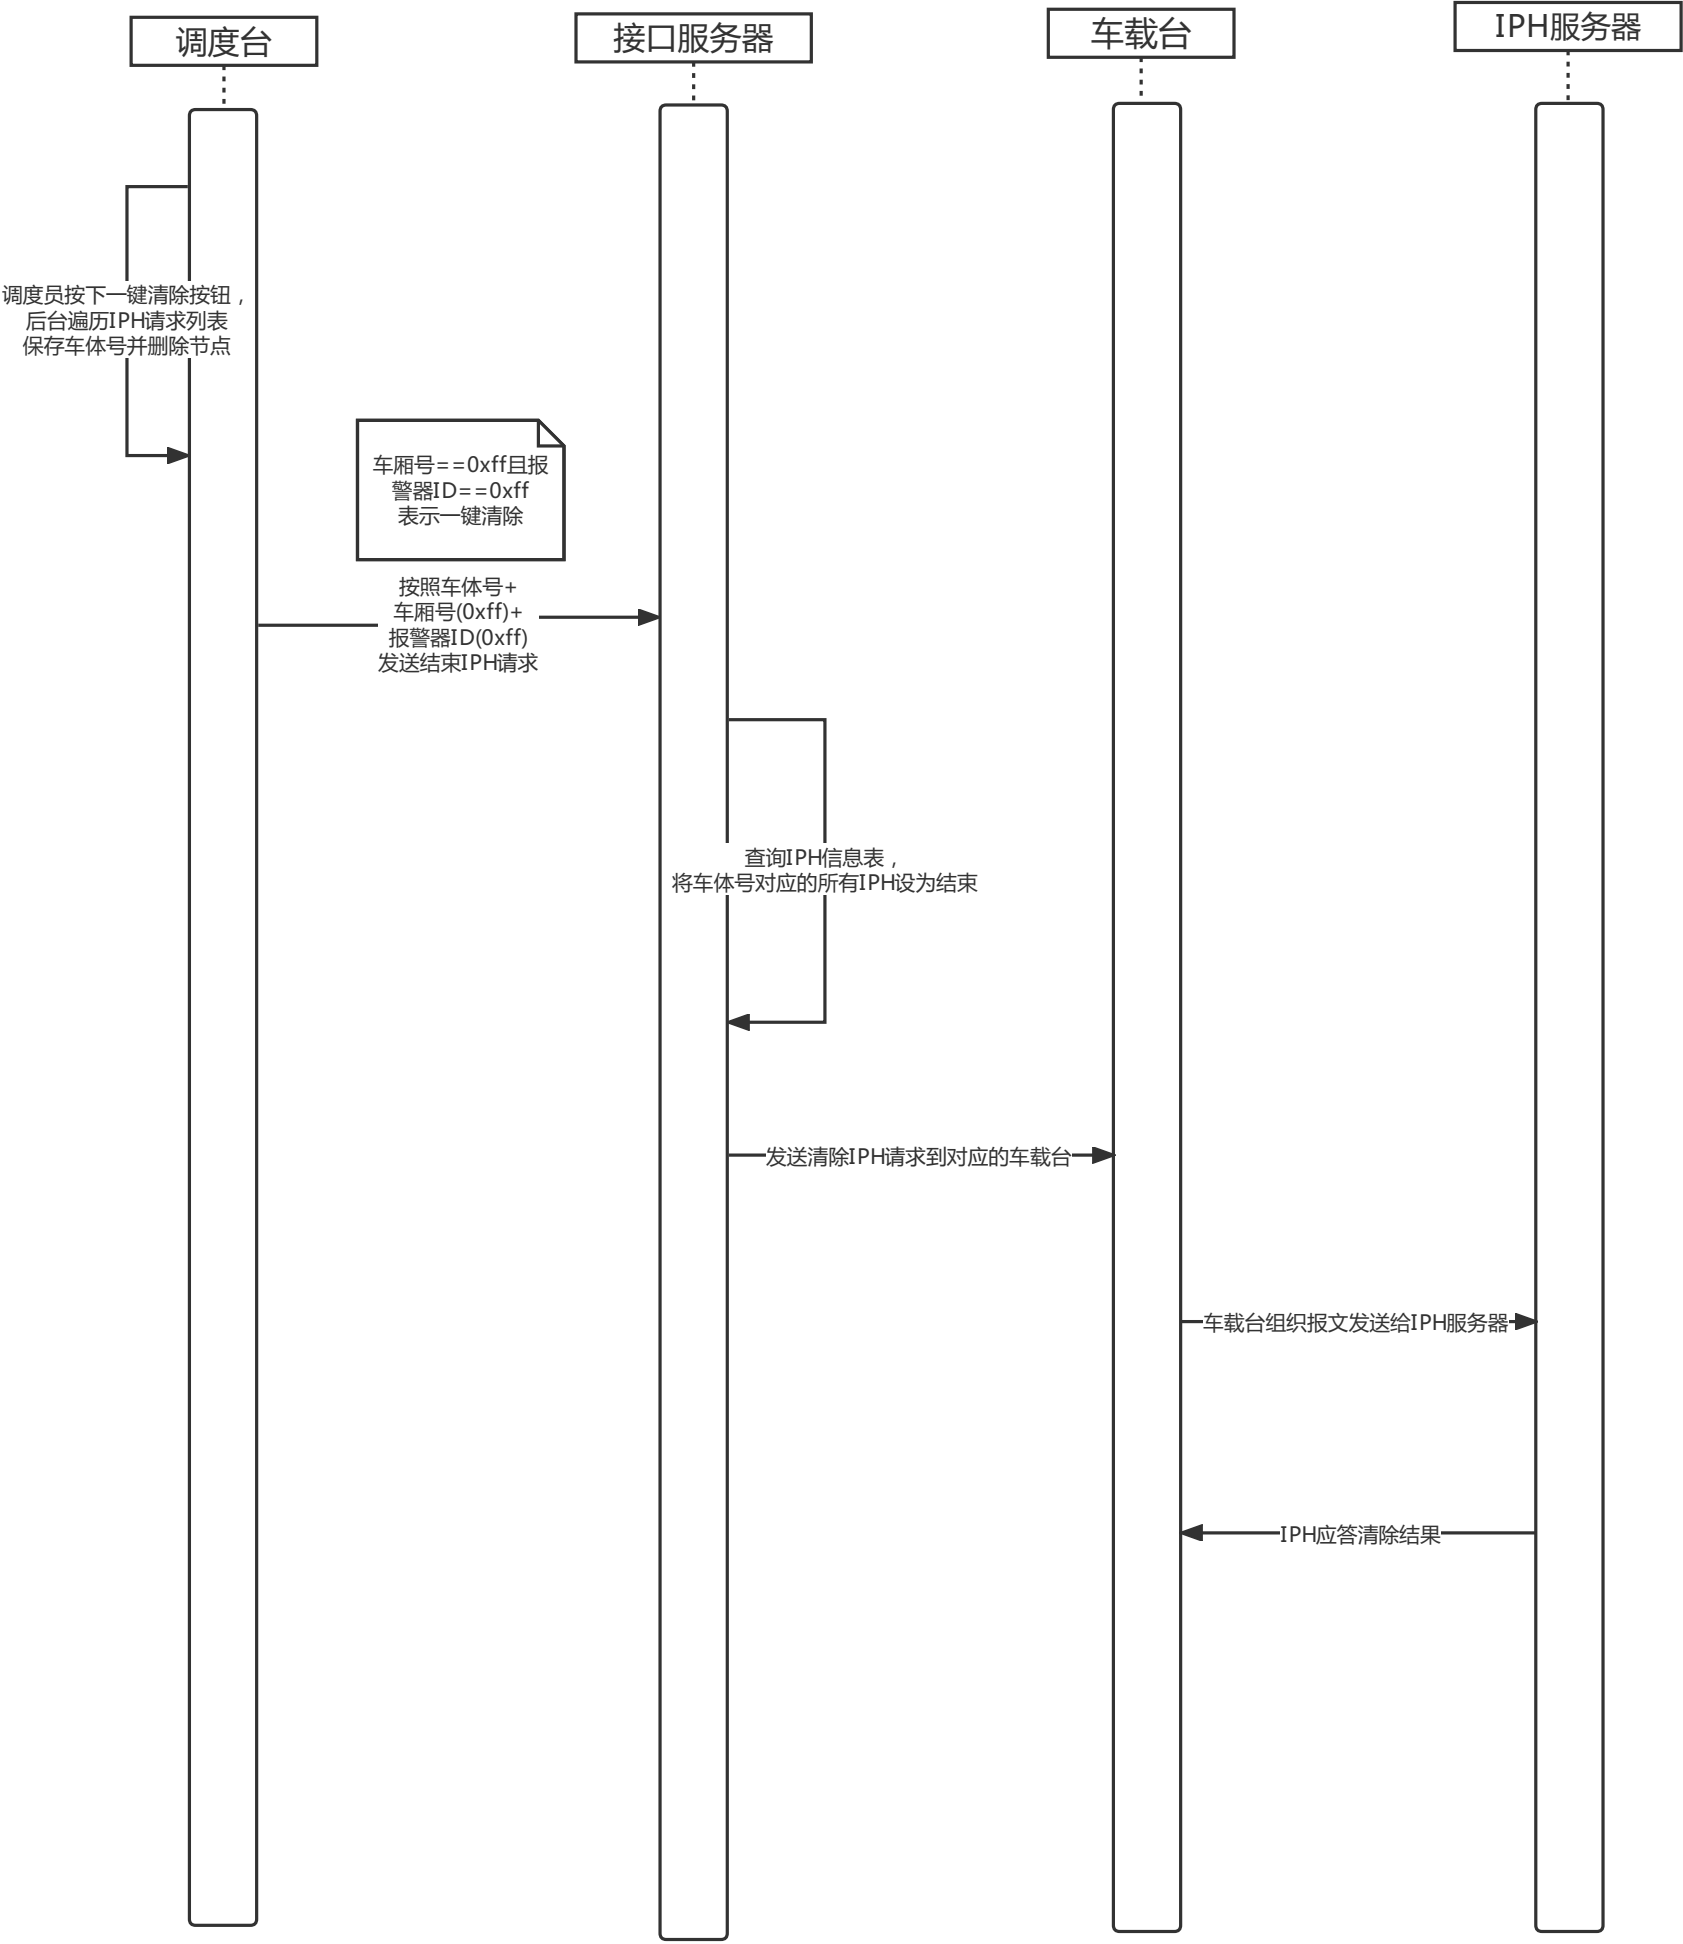 调度台
接口服务器
车载台
IPH服务器
调度员按下一键清除按钮，
后台遍历IPH请求列表
保存车体号并删除节点
车厢号==0xff且报
警器ID==0xff
表示一键清除
按照车体号+
车厢号(0xff)+
报警器ID(0xff)
发送结束IPH请求
查询IPH信息表，
将车体号对应的所有IPH设为结束
发送清除IPH请求到对应的车载台
车载台组织报文发送给IPH服务器
IPH应答清除结果